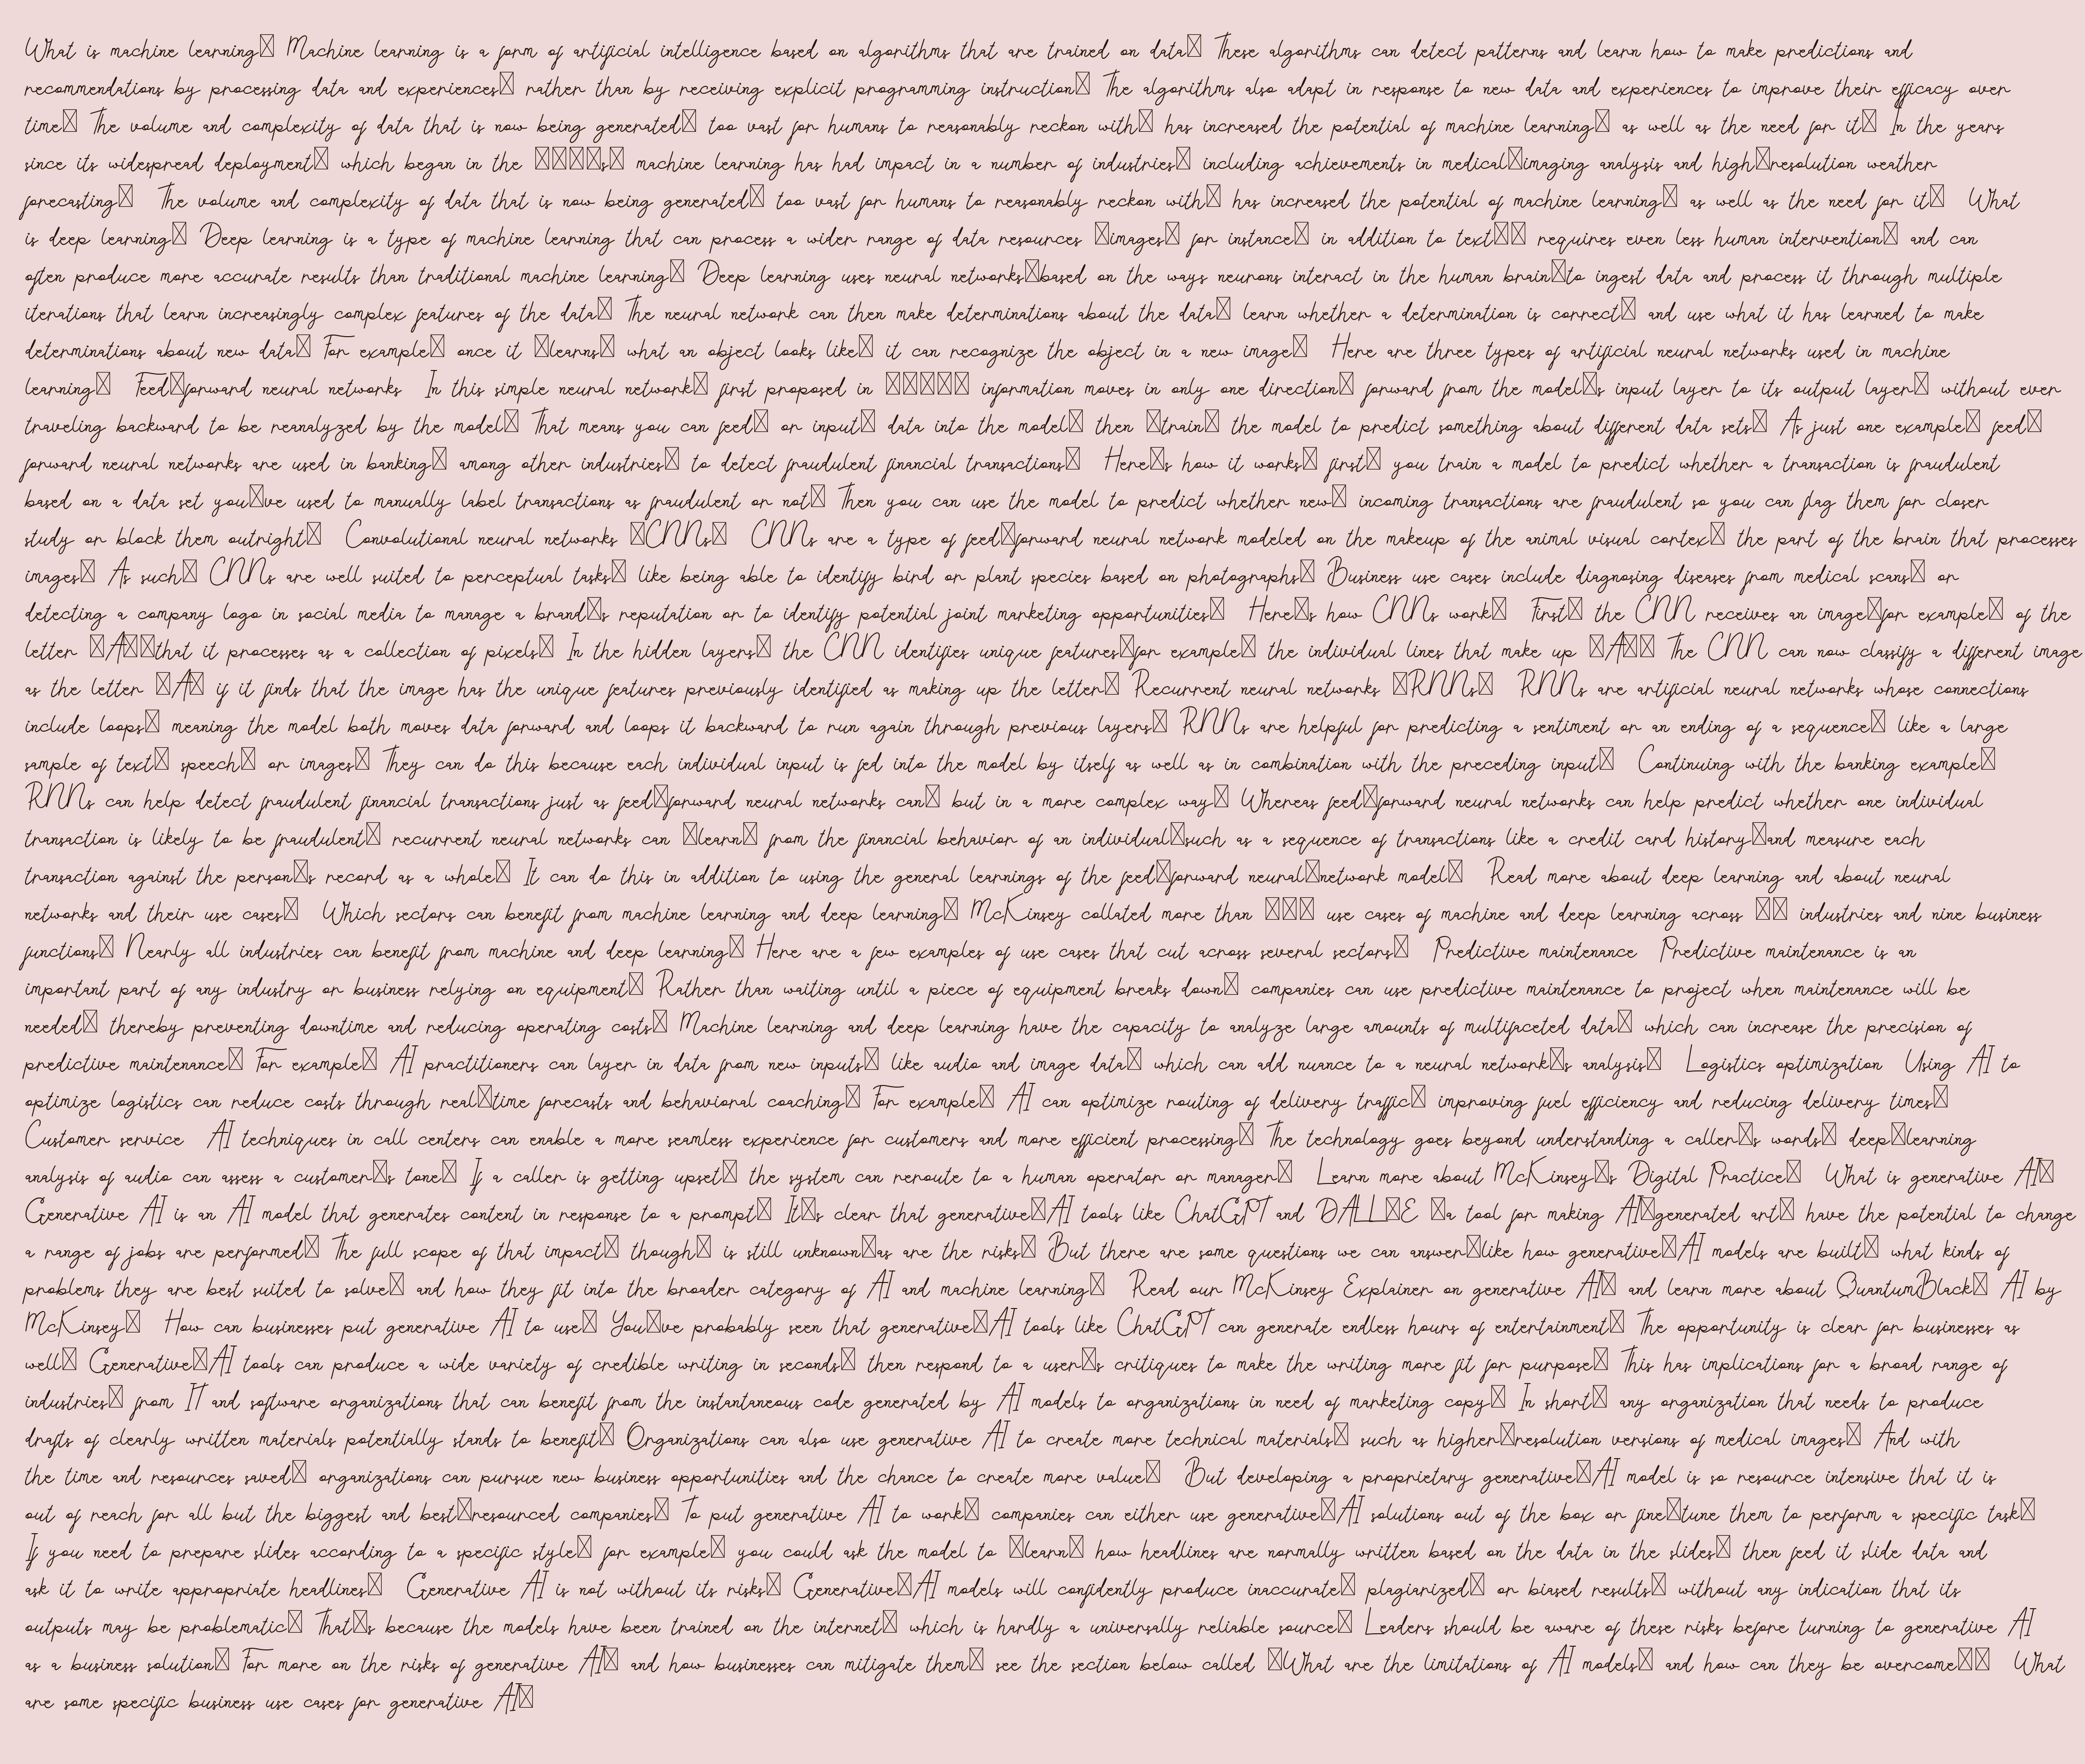 What is machine learning☒ Machine learning is a form of artificial intelligence based on algorithms that are trained on data☒ These algorithms can detect patterns and learn how to make predictions and
recommendations by processing data and experiences☒ rather than by receiving explicit programming instruction☒ The algorithms also adapt in response to new data and experiences to improve their efficacy over
time☒ The volume and complexity of data that is now being generated☒ too vast for humans to reasonably reckon with☒ has increased the potential of machine learning☒ as well as the need for it☒ In the years
since its widespread deployment☒ which began in the ☒☒☒☒s☒ machine learning has had impact in a number of industries☒ including achievements in medical☒imaging analysis and high☒resolution weather
forecasting☒ The volume and complexity of data that is now being generated☒ too vast for humans to reasonably reckon with☒ has increased the potential of machine learning☒ as well as the need for it☒ What
is deep learning☒ Deep learning is a type of machine learning that can process a wider range of data resources ☒images☒ for instance☒ in addition to text☒☒ requires even less human intervention☒ and can
often produce more accurate results than traditional machine learning☒ Deep learning uses neural networks☒based on the ways neurons interact in the human brain☒to ingest data and process it through multiple
iterations that learn increasingly complex features of the data☒ The neural network can then make determinations about the data☒ learn whether a determination is correct☒ and use what it has learned to make
determinations about new data☒ For example☒ once it ☒learns☒ what an object looks like☒ it can recognize the object in a new image☒ Here are three types of artificial neural networks used in machine
learning☒ Feed☒forward neural networks In this simple neural network☒ first proposed in ☒☒☒☒☒ information moves in only one direction☒ forward from the model☒s input layer to its output layer☒ without ever
traveling backward to be reanalyzed by the model☒ That means you can feed☒ or input☒ data into the model☒ then ☒train☒ the model to predict something about different data sets☒ As just one example☒ feed☒
forward neural networks are used in banking☒ among other industries☒ to detect fraudulent financial transactions☒ Here☒s how it works☒ first☒ you train a model to predict whether a transaction is fraudulent
based on a data set you☒ve used to manually label transactions as fraudulent or not☒ Then you can use the model to predict whether new☒ incoming transactions are fraudulent so you can flag them for closer
study or block them outright☒ Convolutional neural networks ☒CNNs☒ CNNs are a type of feed☒forward neural network modeled on the makeup of the animal visual cortex☒ the part of the brain that processes
images☒ As such☒ CNNs are well suited to perceptual tasks☒ like being able to identify bird or plant species based on photographs☒ Business use cases include diagnosing diseases from medical scans☒ or
detecting a company logo in social media to manage a brand☒s reputation or to identify potential joint marketing opportunities☒ Here☒s how CNNs work☒ First☒ the CNN receives an image☒for example☒ of the
letter ☒A☒☒that it processes as a collection of pixels☒ In the hidden layers☒ the CNN identifies unique features☒for example☒ the individual lines that make up ☒A☒☒ The CNN can now classify a different image
as the letter ☒A☒ if it finds that the image has the unique features previously identified as making up the letter☒ Recurrent neural networks ☒RNNs☒ RNNs are artificial neural networks whose connections
include loops☒ meaning the model both moves data forward and loops it backward to run again through previous layers☒ RNNs are helpful for predicting a sentiment or an ending of a sequence☒ like a large
sample of text☒ speech☒ or images☒ They can do this because each individual input is fed into the model by itself as well as in combination with the preceding input☒ Continuing with the banking example☒
RNNs can help detect fraudulent financial transactions just as feed☒forward neural networks can☒ but in a more complex way☒ Whereas feed☒forward neural networks can help predict whether one individual
transaction is likely to be fraudulent☒ recurrent neural networks can ☒learn☒ from the financial behavior of an individual☒such as a sequence of transactions like a credit card history☒and measure each
transaction against the person☒s record as a whole☒ It can do this in addition to using the general learnings of the feed☒forward neural☒network model☒ Read more about deep learning and about neural
networks and their use cases☒ Which sectors can benefit from machine learning and deep learning☒ McKinsey collated more than ☒☒☒ use cases of machine and deep learning across ☒☒ industries and nine business
functions☒ Nearly all industries can benefit from machine and deep learning☒ Here are a few examples of use cases that cut across several sectors☒ Predictive maintenance Predictive maintenance is an
important part of any industry or business relying on equipment☒ Rather than waiting until a piece of equipment breaks down☒ companies can use predictive maintenance to project when maintenance will be
needed☒ thereby preventing downtime and reducing operating costs☒ Machine learning and deep learning have the capacity to analyze large amounts of multifaceted data☒ which can increase the precision of
predictive maintenance☒ For example☒ AI practitioners can layer in data from new inputs☒ like audio and image data☒ which can add nuance to a neural network☒s analysis☒ Logistics optimization Using AI to
optimize logistics can reduce costs through real☒time forecasts and behavioral coaching☒ For example☒ AI can optimize routing of delivery traffic☒ improving fuel efficiency and reducing delivery times☒
Customer service AI techniques in call centers can enable a more seamless experience for customers and more efficient processing☒ The technology goes beyond understanding a caller☒s words☒ deep☒learning
analysis of audio can assess a customer☒s tone☒ If a caller is getting upset☒ the system can reroute to a human operator or manager☒ Learn more about McKinsey☒s Digital Practice☒ What is generative AI☒
Generative AI is an AI model that generates content in response to a prompt☒ It☒s clear that generative☒AI tools like ChatGPT and DALL☒E ☒a tool for making AI☒generated art☒ have the potential to change
a range of jobs are performed☒ The full scope of that impact☒ though☒ is still unknown☒as are the risks☒ But there are some questions we can answer☒like how generative☒AI models are built☒ what kinds of
problems they are best suited to solve☒ and how they fit into the broader category of AI and machine learning☒ Read our McKinsey Explainer on generative AI☒ and learn more about QuantumBlack☒ AI by
McKinsey☒ How can businesses put generative AI to use☒ You☒ve probably seen that generative☒AI tools like ChatGPT can generate endless hours of entertainment☒ The opportunity is clear for businesses as
well☒ Generative☒AI tools can produce a wide variety of credible writing in seconds☒ then respond to a user☒s critiques to make the writing more fit for purpose☒ This has implications for a broad range of
industries☒ from IT and software organizations that can benefit from the instantaneous code generated by AI models to organizations in need of marketing copy☒ In short☒ any organization that needs to produce
drafts of clearly written materials potentially stands to benefit☒ Organizations can also use generative AI to create more technical materials☒ such as higher☒resolution versions of medical images☒ And with
the time and resources saved☒ organizations can pursue new business opportunities and the chance to create more value☒ But developing a proprietary generative☒AI model is so resource intensive that it is
out of reach for all but the biggest and best☒resourced companies☒ To put generative AI to work☒ companies can either use generative☒AI solutions out of the box or fine☒tune them to perform a specific task☒
If you need to prepare slides according to a specific style☒ for example☒ you could ask the model to ☒learn☒ how headlines are normally written based on the data in the slides☒ then feed it slide data and
ask it to write appropriate headlines☒ Generative AI is not without its risks☒ Generative☒AI models will confidently produce inaccurate☒ plagiarized☒ or biased results☒ without any indication that its
outputs may be problematic☒ That☒s because the models have been trained on the internet☒ which is hardly a universally reliable source☒ Leaders should be aware of these risks before turning to generative AI
as a business solution☒ For more on the risks of generative AI☒ and how businesses can mitigate them☒ see the section below called ☒What are the limitations of AI models☒ and how can they be overcome☒☒ What
are some specific business use cases for generative AI☒